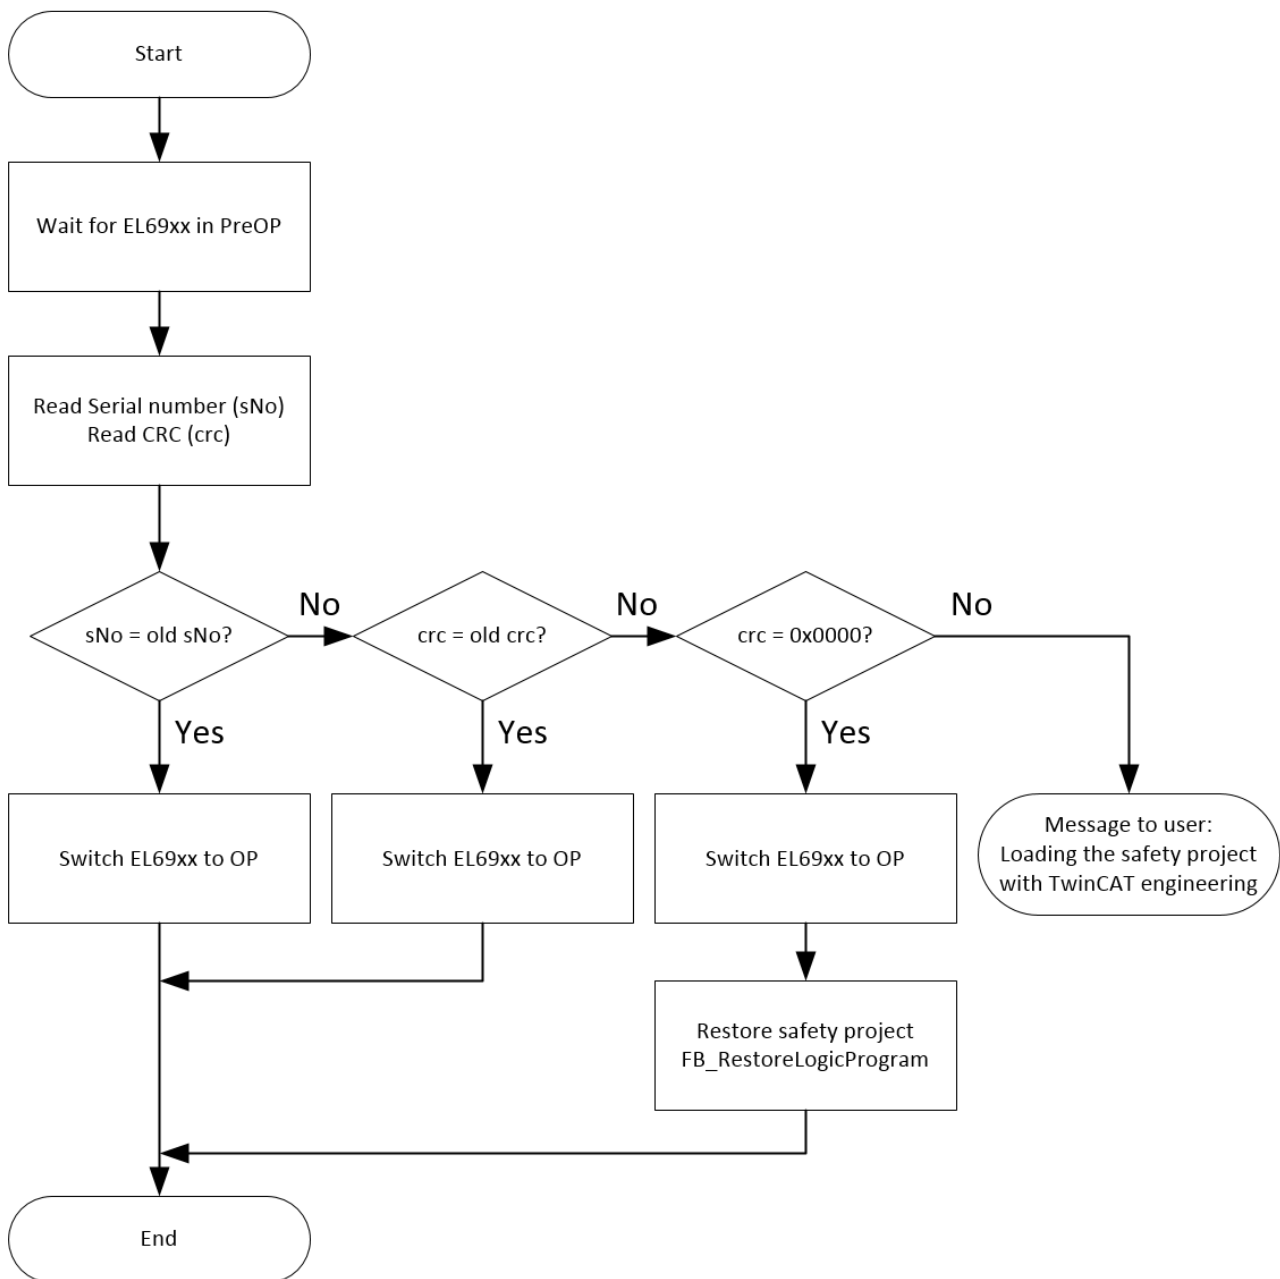 Start
Wait for EL69xx in PreOP
Read Serial number (sNo)
Read CRC (crc)
sNo = old sNo?
No
crc = old crc?
No
crc = 0x0000?
No
Yes
Yes
Yes
Switch EL69xx to OP
Switch EL69xx to OP
Switch EL69xx to OP
Message to user:
Loading the safety project
with TwinCAT engineering
Restore safety project
FB_RestoreLogicProgram
End